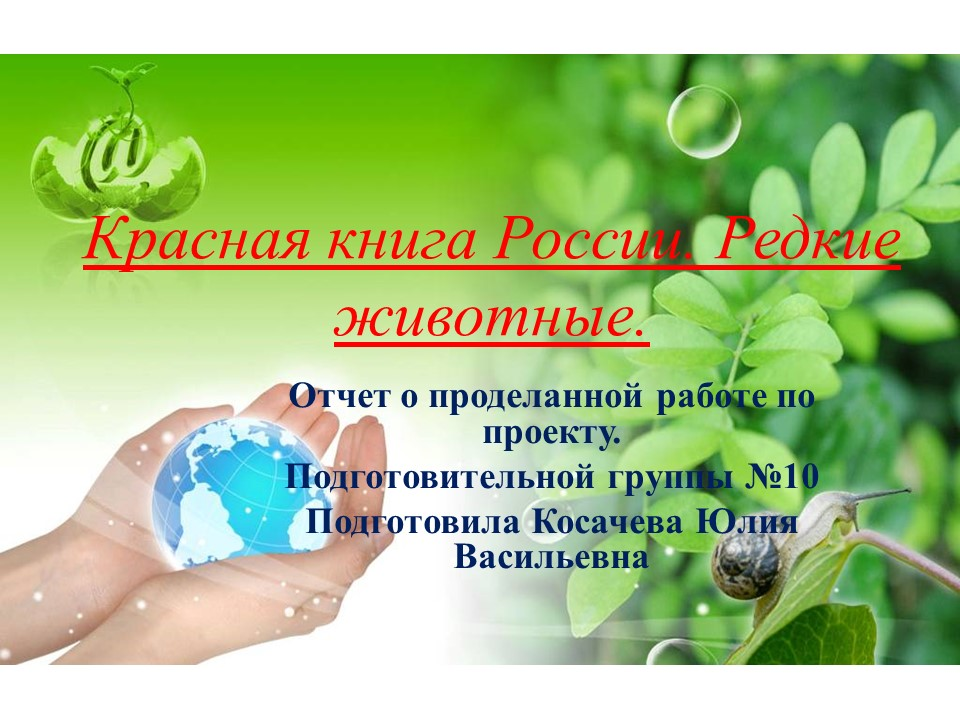 Красная книга России. Редкие
животные.
Отчет о проделанной работе по
проекту.
Подготовительной группы №10
Подготовила Косачева Юлия
Васильевна
@